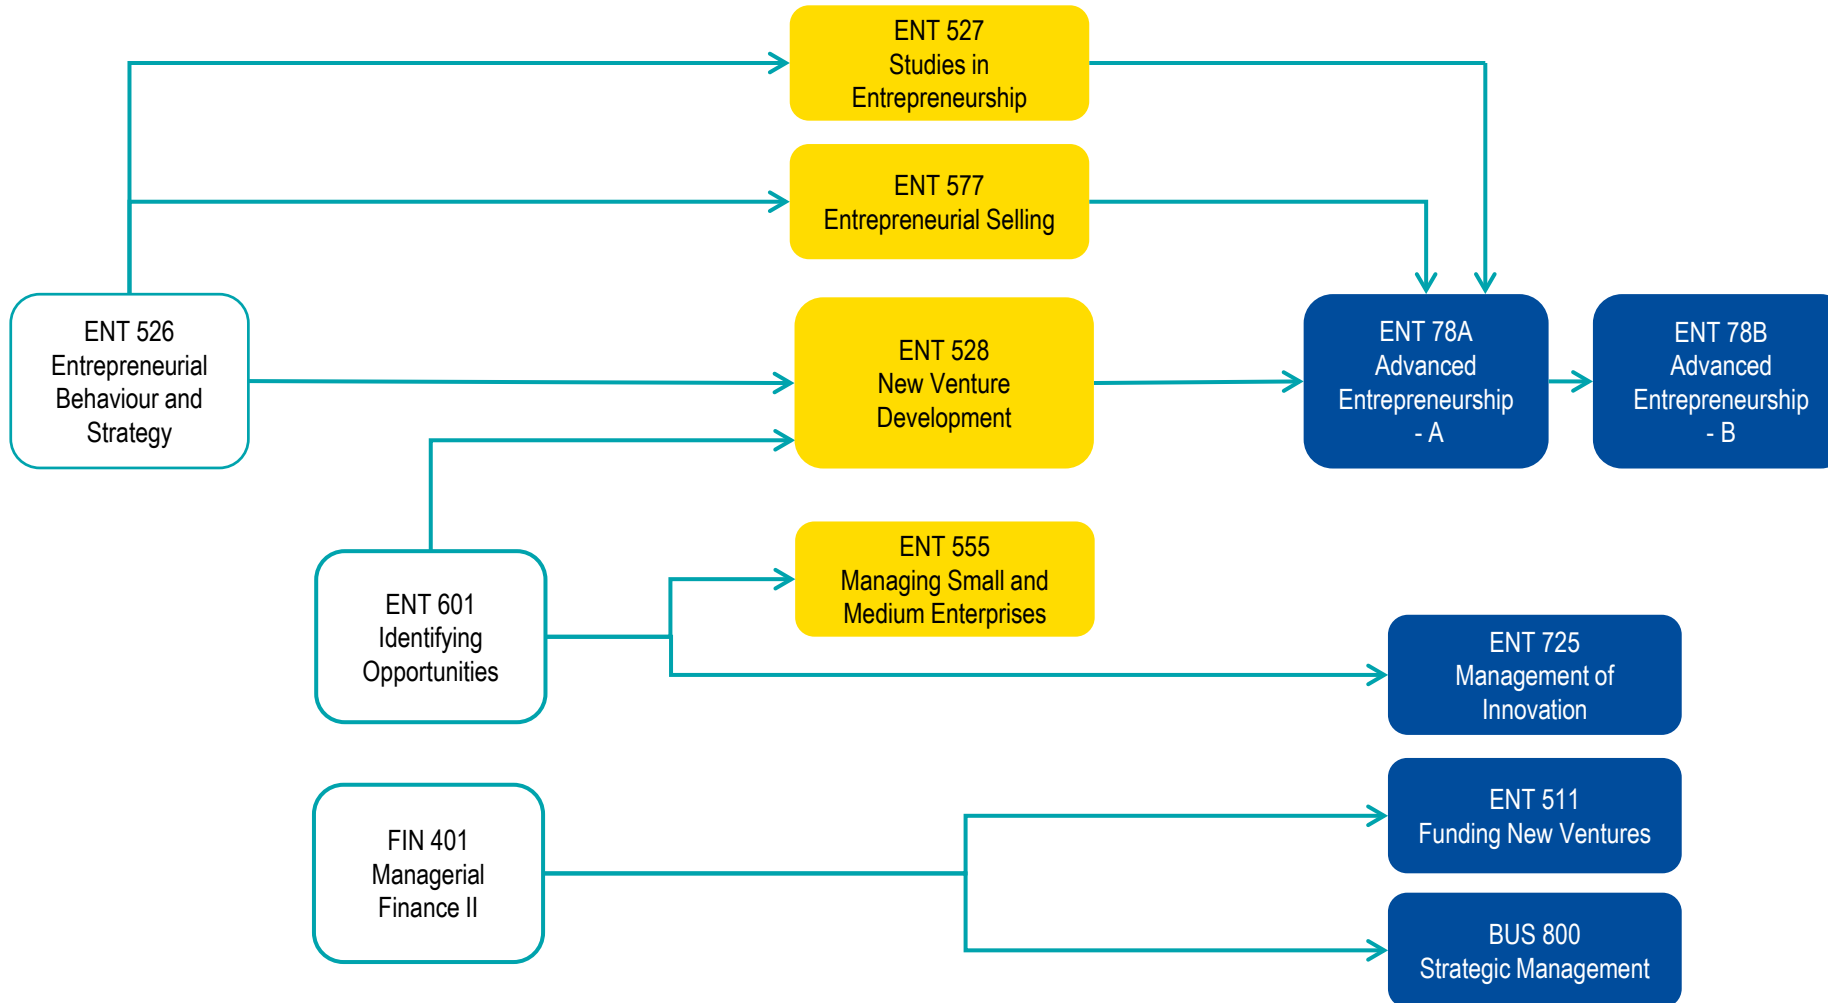 ENT 527
Studies in
Entrepreneurship
ENT 577
Entrepreneurial Selling
ENT 526
Entrepreneurial
Behaviour and
Strategy
ENT 528
New Venture
Development
ENT 78A
Advanced
Entrepreneurship
- A
ENT 78B
Advanced
Entrepreneurship
- B
ENT 601
Identifying
Opportunities
ENT 555
Managing Small and
Medium Enterprises
ENT 725
Management of
Innovation
FIN 401
Managerial
Finance II
ENT 511
Funding New Ventures
BUS 800
Strategic Management